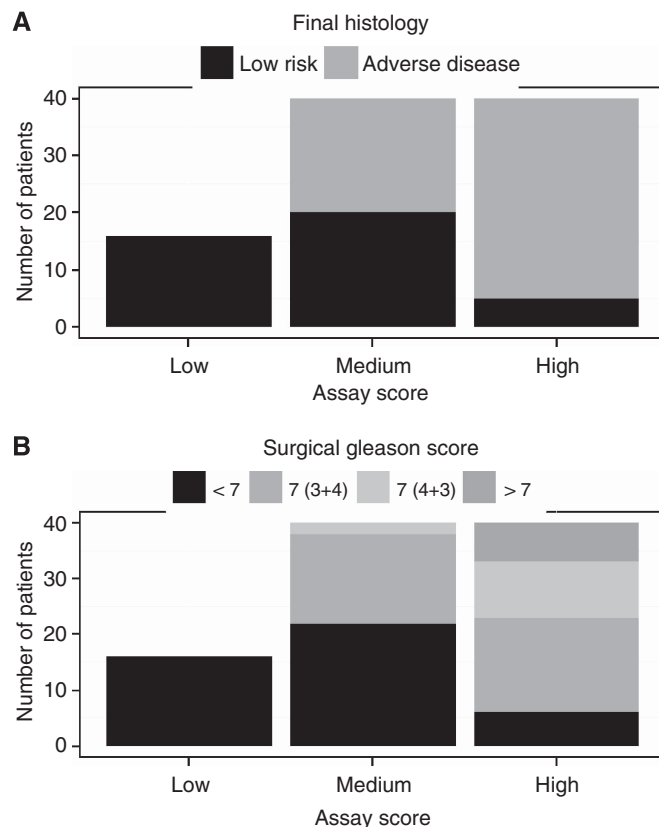 A
Final histology
Low risk Adverse disease
Number of patients
40
30
20
10
0
Low Medium High
Assay score
B
Surgical gleason score
< 7 7 (3+4) 7 (4+3) > 7
Number of patients
40
30
20
10
0
Low Medium High
Assay score